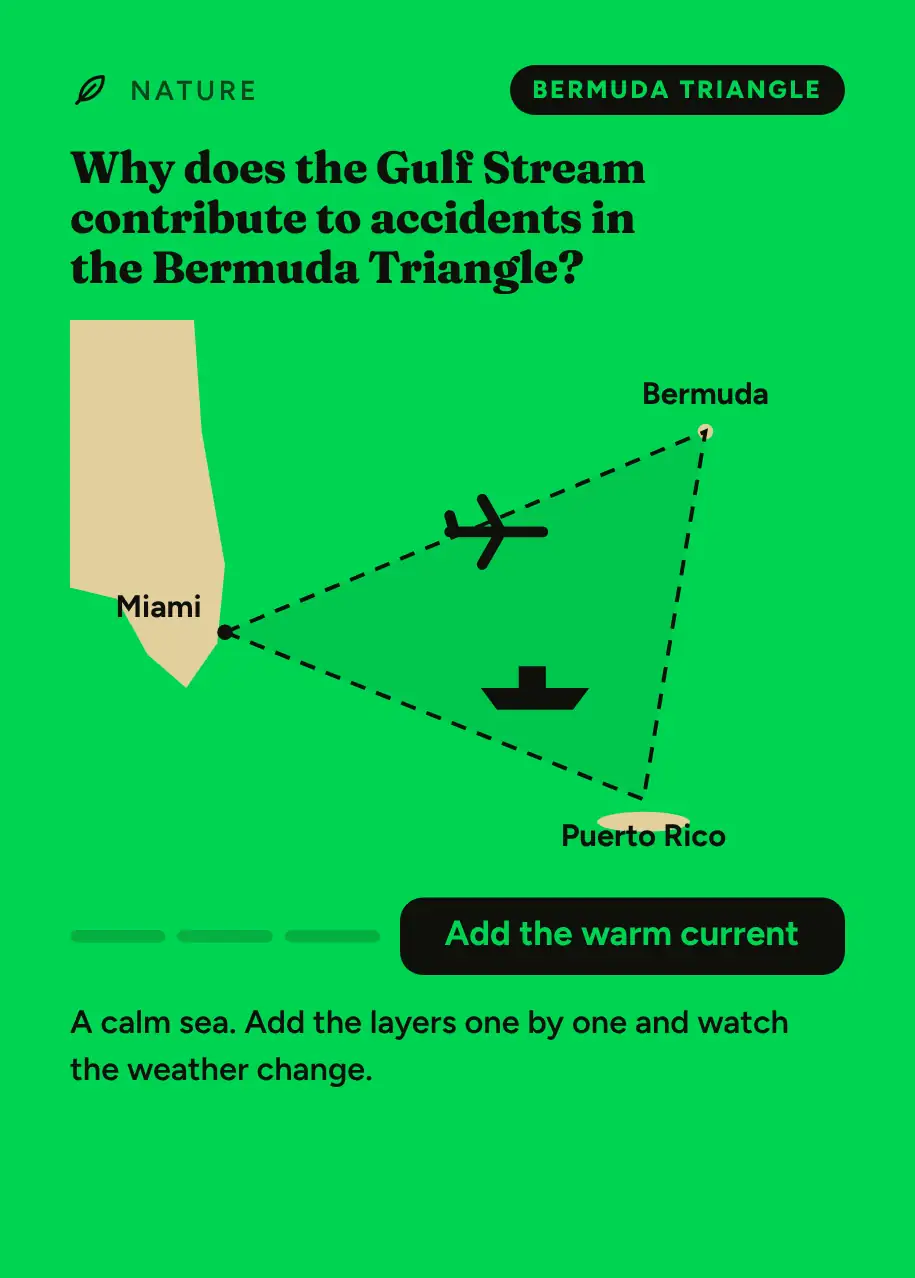 NATURE
BERMUDA TRIANGLE
Why does the Gulf Stream
contribute to accidents in
the Bermuda Triangle?
Bermuda
Miami
Puerto Rico
Add the warm current
A calm sea. Add the layers one by one and watch
the weather change.